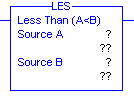 LES
Less Than (A<B)
Source A ?
??
Source B ?
??